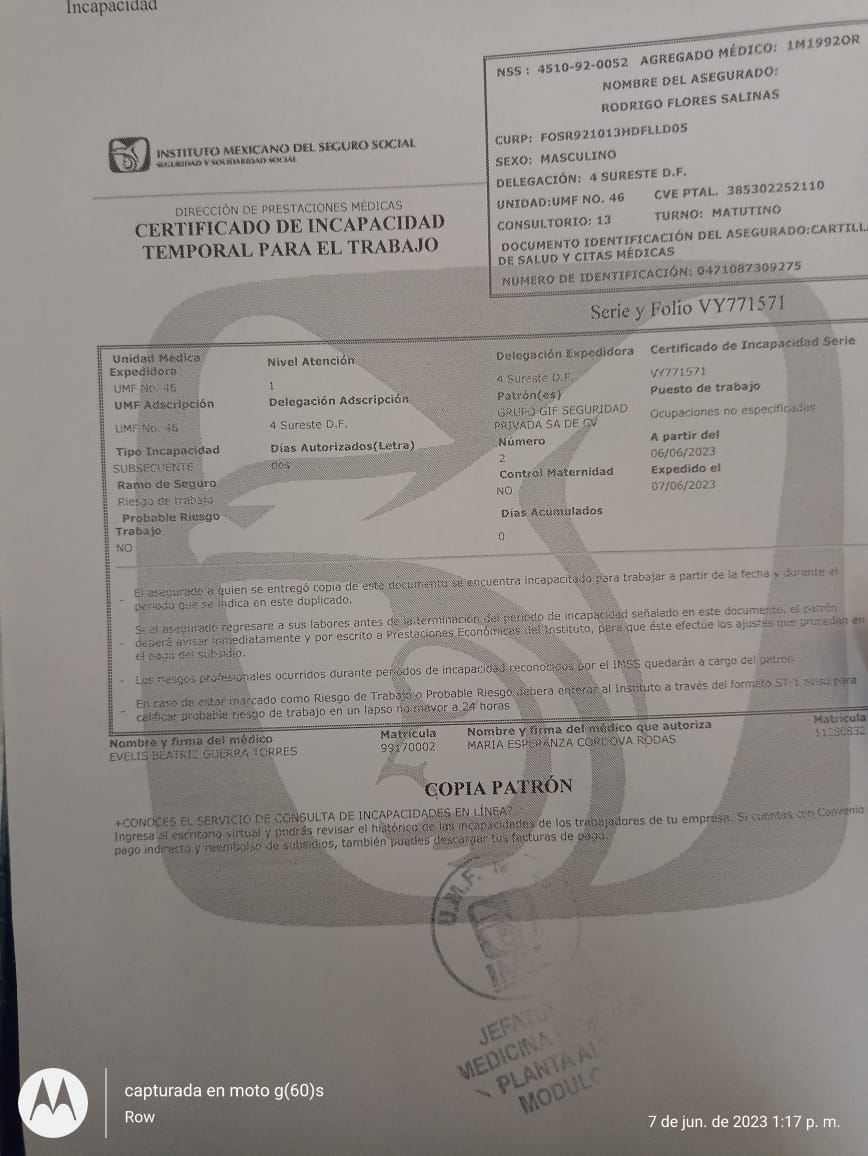 Incapacidad
NSS : 4510-92-0052 AGREGADO MÉDICO: 1M1992OR
NOMBRE DEL ASEGURADO:
RODRIGO FLORES SALINAS
CURP: FOSR921013HDFLLD05
SEXO: MASCULINO
DELEGACIÓN: 4 SURESTE D.F.
UNIDAD:UMF NO. 46 CVE PTAL. 385302252110
CONSULTORIO: 13 TURNO: MATUTINO
DOCUMENTO IDENTIFICACIÓN DEL ASEGURADO:CARTILL
DE SALUD Y CITAS MÉDICAS
NÚMERO DE IDENTIFICACIÓN: 0471087309275
INSTITUTO MEXICANO DEL SEGURO SOCIAL
SEGURIDAD Y SOLIDARIDAD SOCIAL
DIRECCIÓN DE PRESTACIONES MÉDICAS
CERTIFICADO DE INCAPACIDAD
TEMPORAL PARA EL TRABAJO
Serie y Folio VY771571
Unidad Médica Expedidora
UMF No. 45
Nivel Atención
1
Delegación Expedidora
4 Sureste D.F.
Certificado de Incapacidad Serie
VY771571
UMF Adscripción
UMF No. 45
Delegación Adscripción
4 Sureste D.F.
Patrón(es)
GRUPO GIF SEGURIDAD
PRIVADA SA DE CV
Puesto de trabajo
Ocupaciones no especificadas
Tipo Incapacidad
SUBSECUENTE
Días Autorizados(Letra)
dos
Número
2
A partir del
06/06/2023
Ramo de Seguro
Riesgo de trabajo
Control Maternidad
NO
Expedido el
07/06/2023
Probable Riesgo
Trabajo
NO
Días Acumulados
0
- El asegurado a quien se entregó copia de este documento se encuentra incapacitado para trabajar a partir de la fecha y durante el
periodo que se indica en este duplicado.
Si el asegurado regresare a sus labores antes de la terminación del periodo de incapacidad señalado en este documento, el patrón
- deberá avisar inmediatamente y por escrito a Prestaciones Económicas del Instituto, para que éste efectúe los ajustes que procedan en
el pago del subsidio.
- Los riesgos profesionales ocurridos durante periodos de incapacidad reconocidos por el IMSS quedarán a cargo del patrón
En caso de estar marcado como Riesgo de Trabajo o Probable Riesgo debera enterar al Instituto a través del formato ST-1 aviso para
- calificar probable riesgo de trabajo en un lapso no mayor a 24 horas
Nombre y firma del médico Matricula Nombre y firma del médico que autoriza Matricula
EVELIS BEATRIZ GUERRA TORRES 99170002 MARIA ESPERANZA CORDOVA RODAS
COPIA PATRÓN
+CONOCES EL SERVICIO DE CONSULTA DE INCAPACIDADES EN LÍNEA?
Ingresa al escritorio virtual y podrás revisar el histórico de las incapacidades de los trabajadores de tu empresa. Si cuentas con Convenio
pago indirecto y reembolso de subsidios, también puedes descargar tus facturas de pago.
U.M.F.
MEDICINA
PLANTA
capturada en moto g(60)s
Row
7 de jun. de 2023 1:17 p. m.